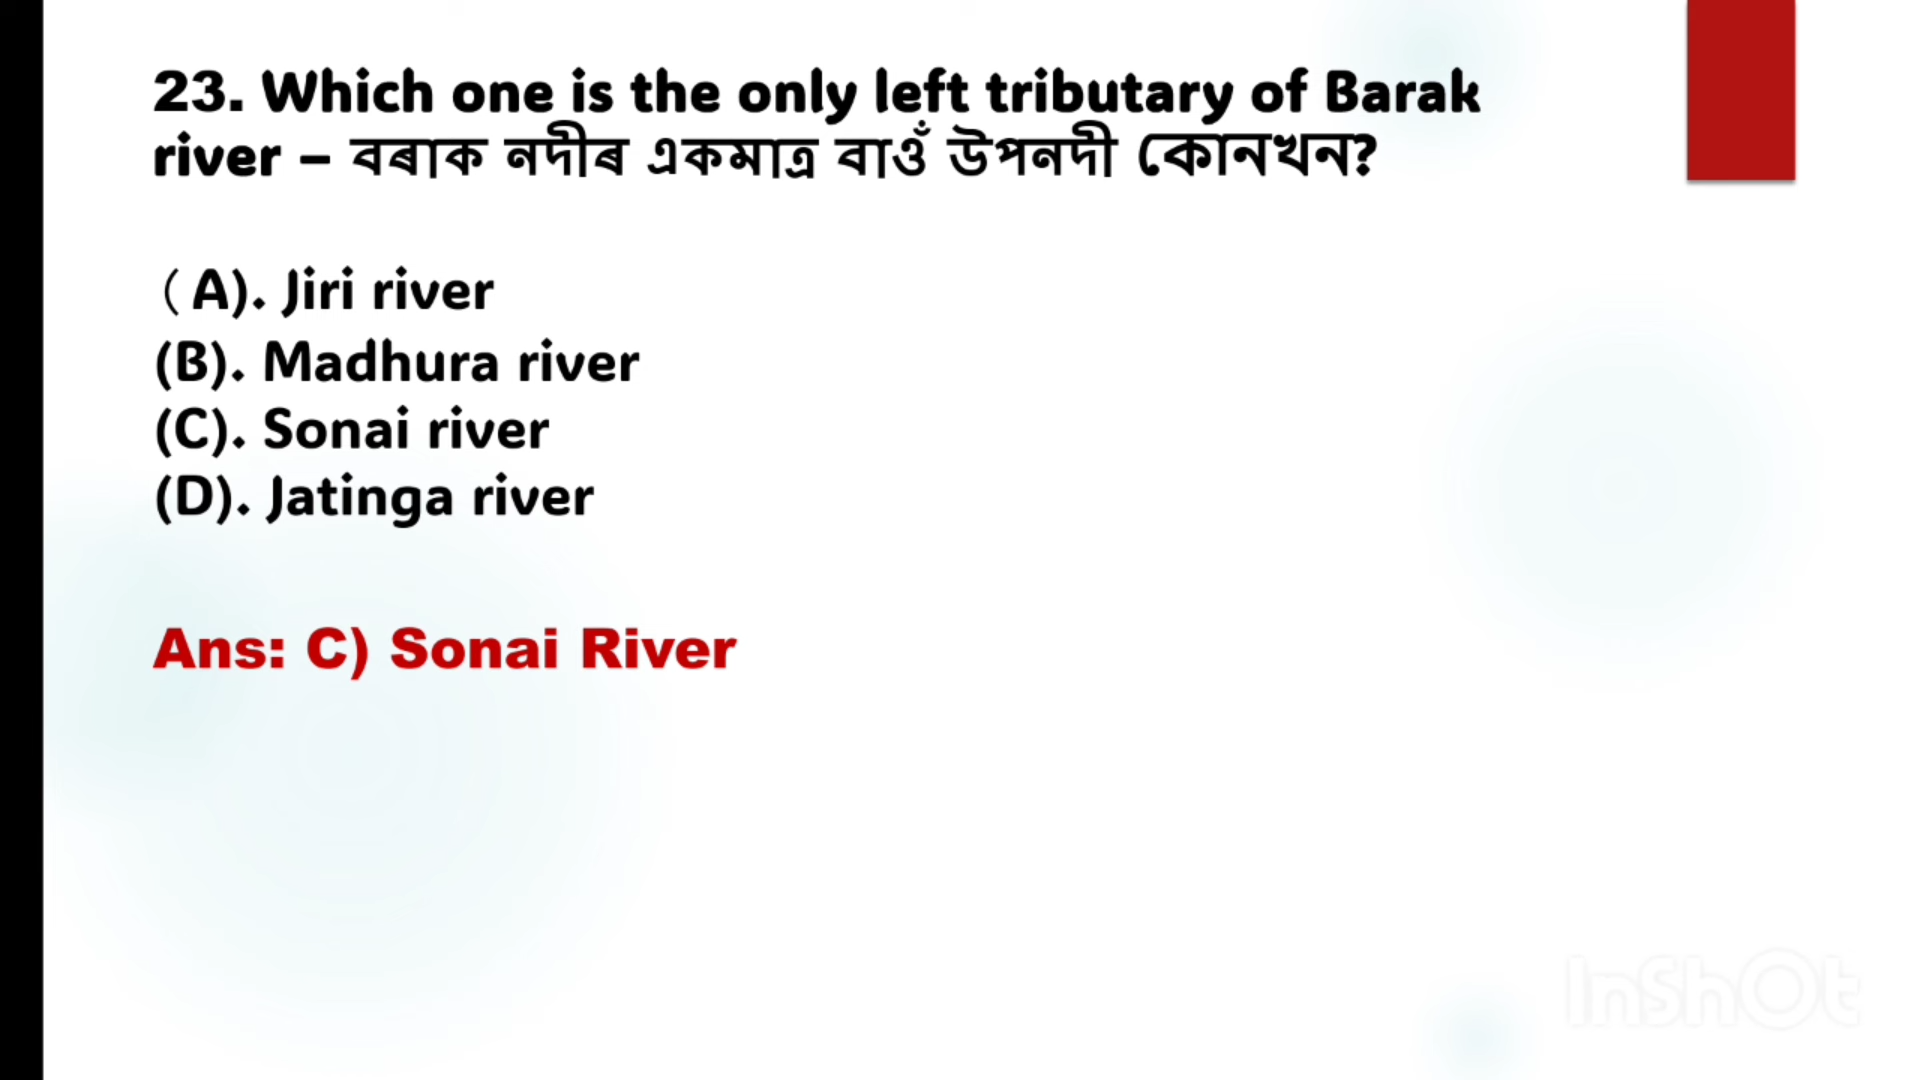 23. Which one is the only left tributary of Barak
river – বৰাক নদীৰ একমাত্ৰ বাওঁ উপনদী কোনখন?
(A). Jiri river
(B). Madhura river
(C). Sonai river
(D). Jatinga river
Ans: C) Sonai River
InShOt